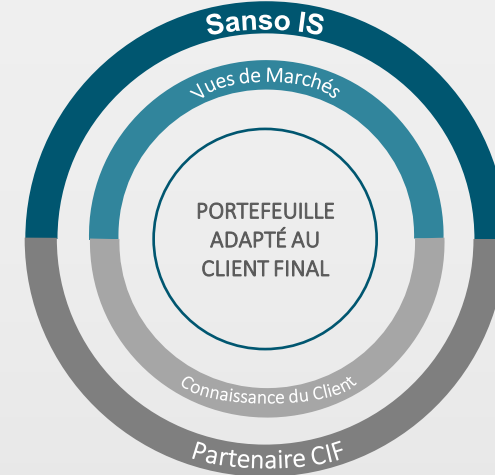 Sanso IS
Vues de Marchés
PORTEFEUILLE
ADAPTÉ AU
CLIENT FINAL
Connaissance du Client
Partenaire CIF